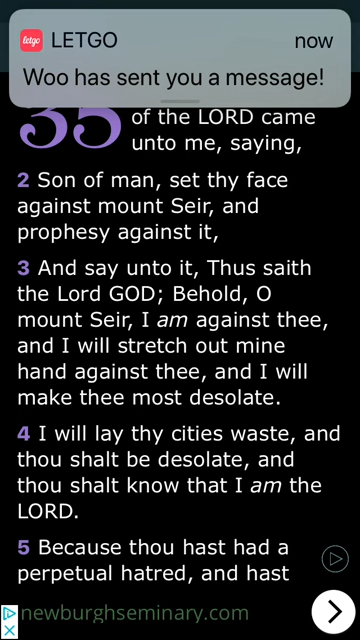 letgo LETGO now
Woo has sent you a message!
35 of the LORD came
unto me, saying,
2 Son of man, set thy face
against mount Seir, and
prophesy against it,
3 And say unto it, Thus saith
the Lord GOD; Behold, O
mount Seir, I am against thee,
and I will stretch out mine
hand against thee, and I will
make thee most desolate.
4 I will lay thy cities waste, and
thou shalt be desolate, and
thou shalt know that I am the
LORD.
5 Because thou hast had a
perpetual hatred, and hast
newburghseminary.com